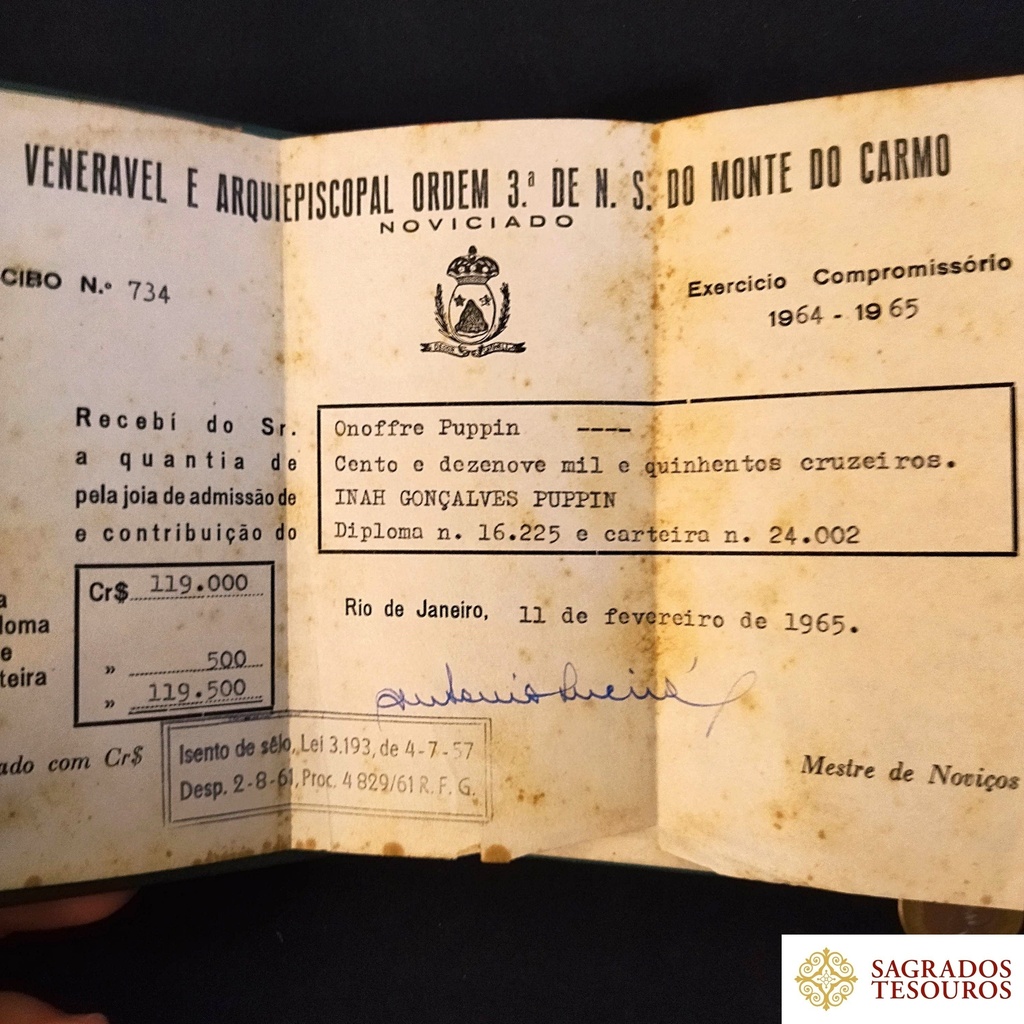 VENERAVEL E ARQUIEPISCOPAL ORDEM 3.ª DE N. S. DO MONTE DO CARMO
NOVICIADO
CIBO N.º 734
Exercicio Compromissório
1964 - 1965
Recebí do Sr. Onoffre Puppin ----
a quantia de Cento e dezenove mil e quinhentos cruzeiros.
pela joia de admissão de INAH GONÇALVES PUPPIN
e contribuição do Diploma n. 16.225 e carteira n. 24.002
a
loma
e
teira
Cr$ 119.000
" 500
" 119.500
Rio de Janeiro, 11 de fevereiro de 1965.
ado com Cr$
Isento de sêlo, Lei 3.193, de 4-7-57
Desp. 2-8-61, Proc. 4829/61 R. F. G.
Mestre de Noviços
SAGRADOS
TESOUROS